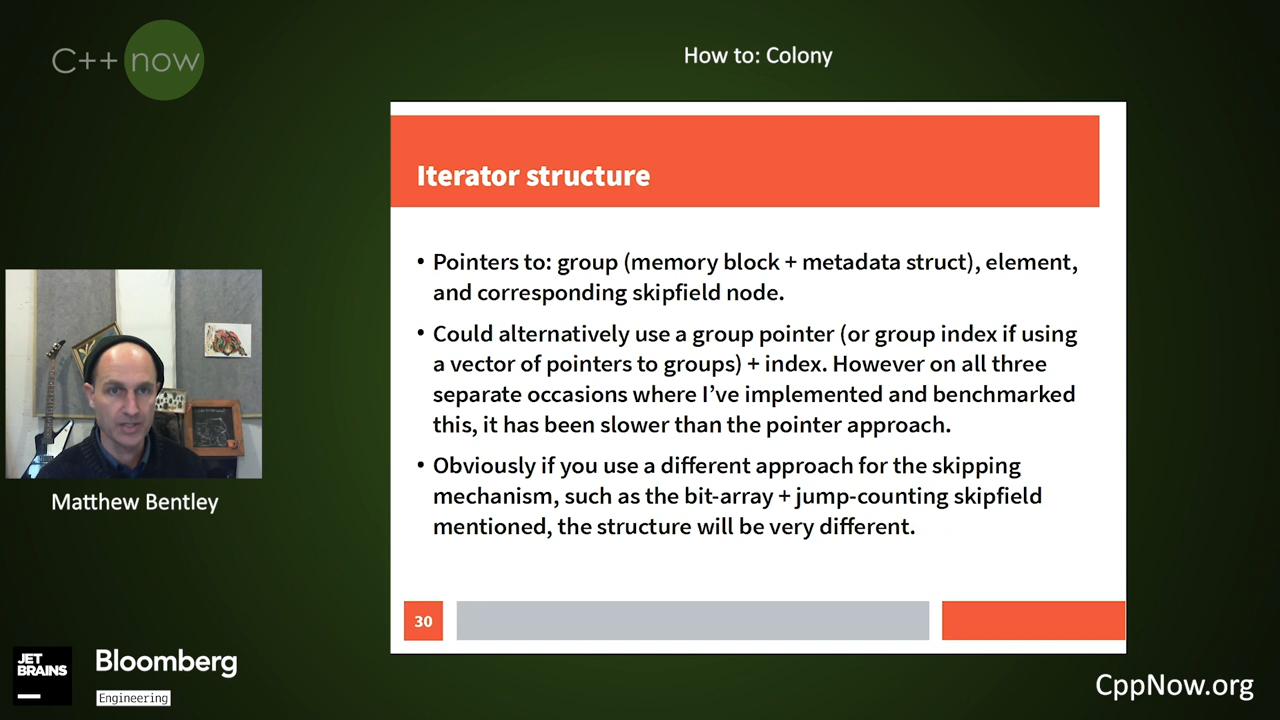 C++ now
How to: Colony
Iterator structure
• Pointers to: group (memory block + metadata struct), element,
and corresponding skipfield node.
• Could alternatively use a group pointer (or group index if using
a vector of pointers to groups) + index. However on all three
separate occasions where I’ve implemented and benchmarked
this, it has been slower than the pointer approach.
• Obviously if you use a different approach for the skipping
mechanism, such as the bit-array + jump-counting skipfield
mentioned, the structure will be very different.
30
Matthew Bentley
JET
BRAINS
Bloomberg
Engineering
CppNow.org